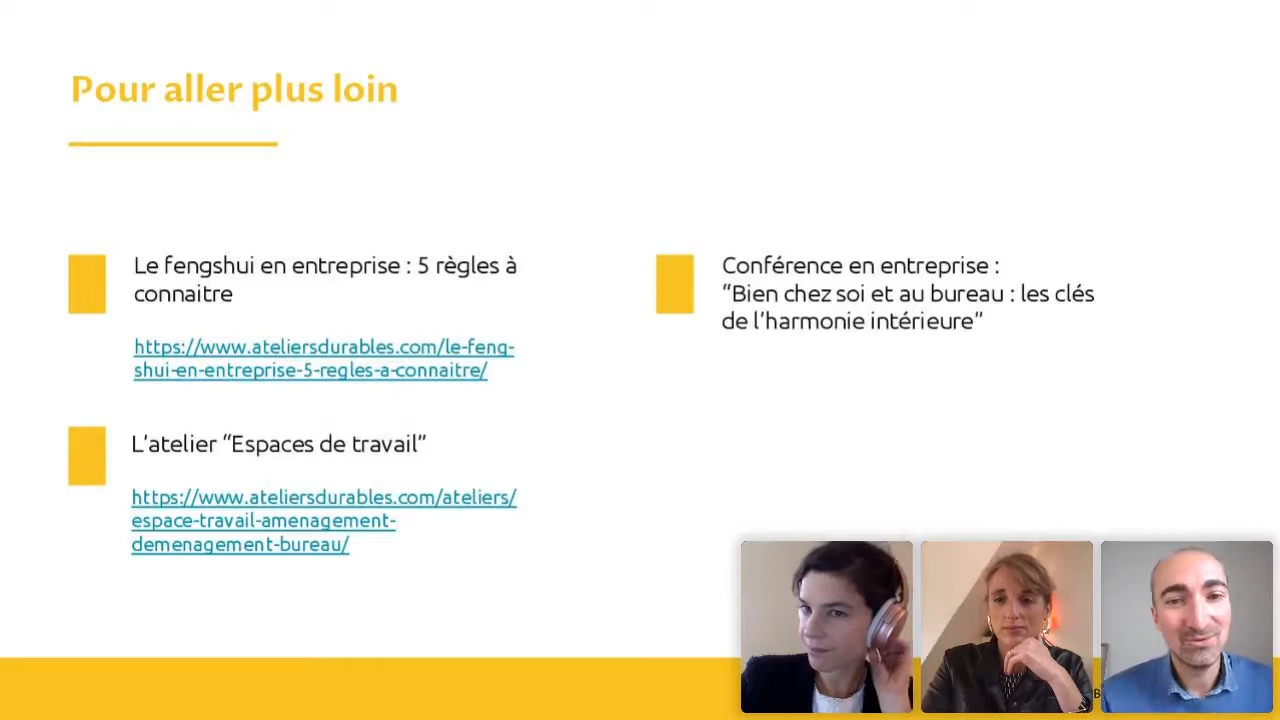 Pour aller plus loin
Le fengshui en entreprise : 5 règles à
connaitre
https://www.ateliersdurables.com/le-feng-
shui-en-entreprise-5-regles-a-connaitre/
L'atelier "Espaces de travail"
https://www.ateliersdurables.com/ateliers/
espace-travail-amenagement-
demenagement-bureau/
Conférence en entreprise :
"Bien chez soi et au bureau : les clés
de l'harmonie intérieure"